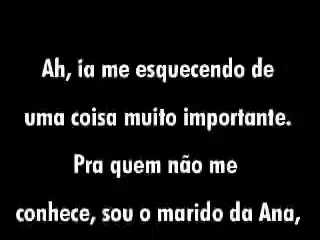 Ah, ia me esquecendo de
uma coisa muito importante.
Pra quem não me
conhece, sou o marido da Ana,